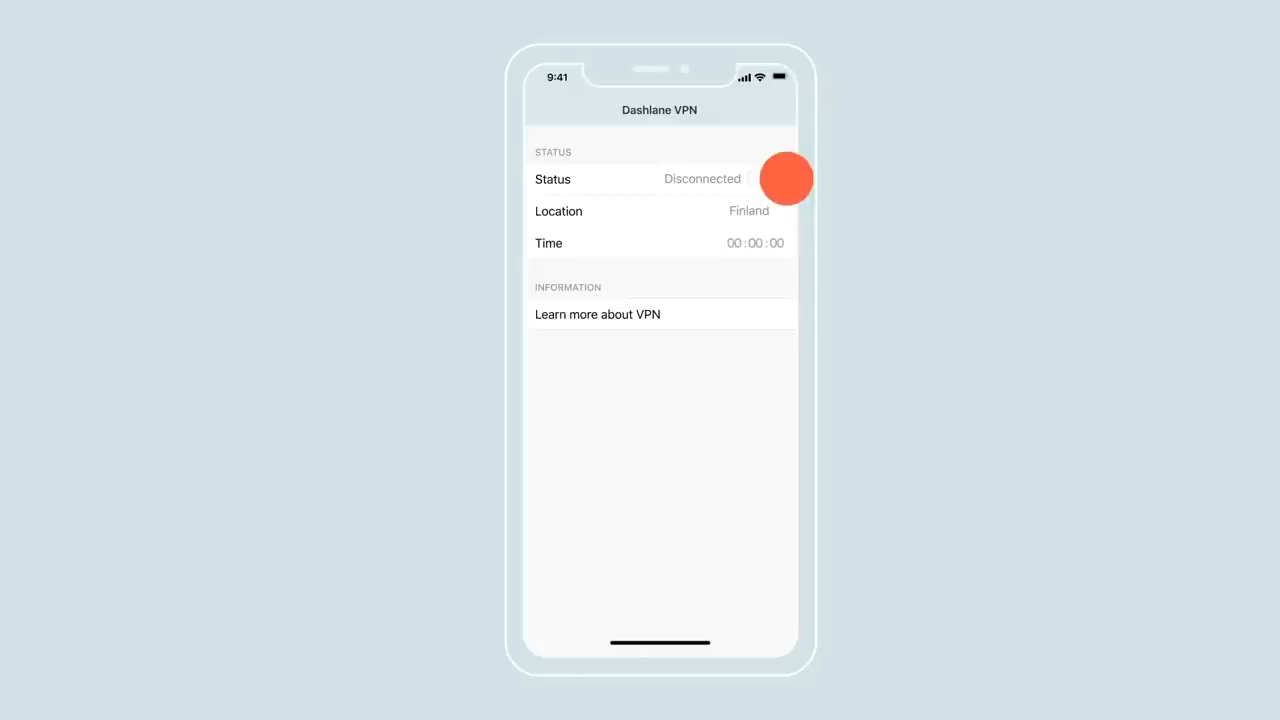 9:41
Dashlane VPN
STATUS
Status Disconnected
Location Finland
Time 00:00:00
INFORMATION
Learn more about VPN